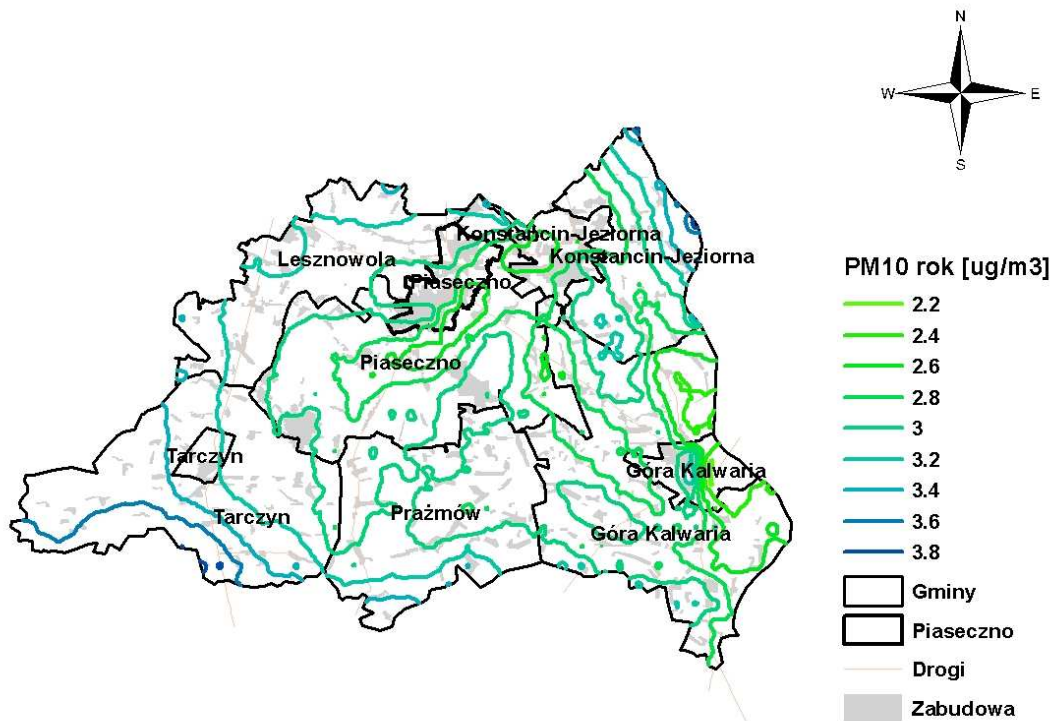 N
W E
S
Konstancin-Jeziorna
Lesznowola
Konstancin-Jeziorna
Piaseczno
Piaseczno
Tarczyn
Góra Kalwaria
Tarczyn
Prażmów
Góra Kalwaria
PM10 rok [ug/m3]
2.2
2.4
2.6
2.8
3
3.2
3.4
3.6
3.8
Gminy
Piaseczno
Drogi
Zabudowa